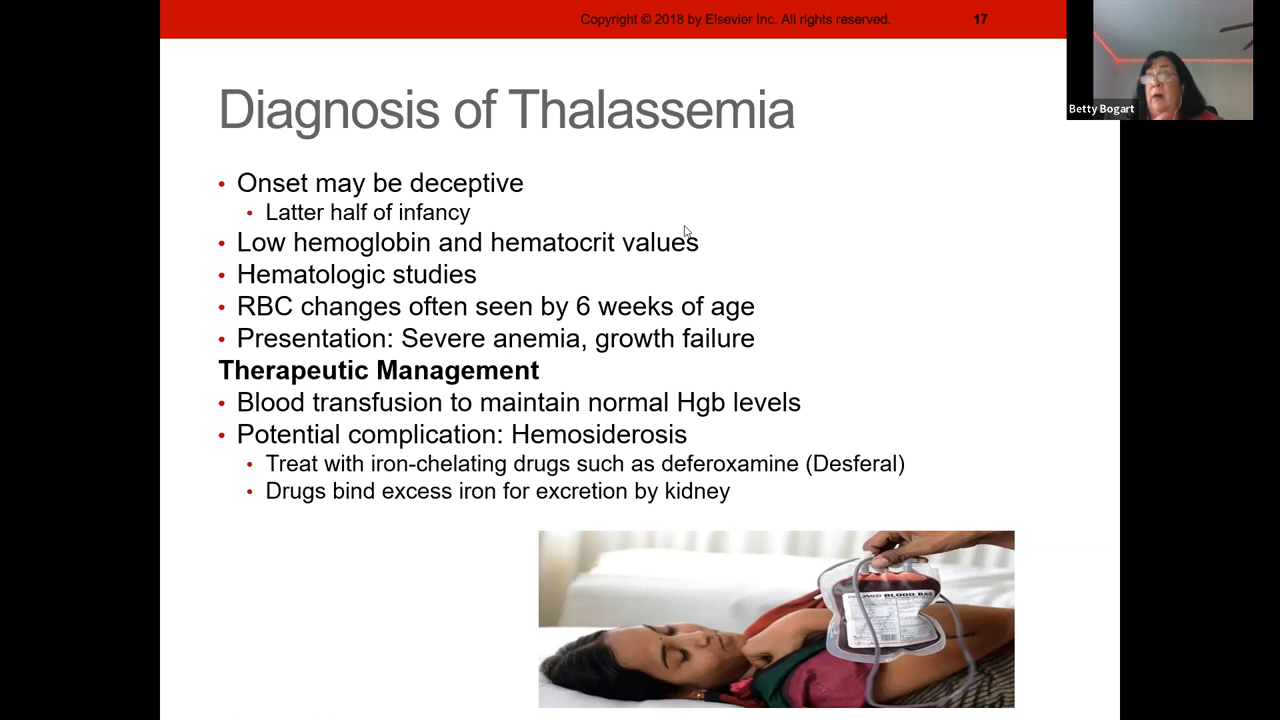 Copyright © 2018 by Elsevier Inc. All rights reserved. 17
Betty Bogart
Diagnosis of Thalassemia
• Onset may be deceptive
• Latter half of infancy
• Low hemoglobin and hematocrit values
• Hematologic studies
• RBC changes often seen by 6 weeks of age
• Presentation: Severe anemia, growth failure
Therapeutic Management
• Blood transfusion to maintain normal Hgb levels
• Potential complication: Hemosiderosis
• Treat with iron-chelating drugs such as deferoxamine (Desferal)
• Drugs bind excess iron for excretion by kidney
BLOOD BAG